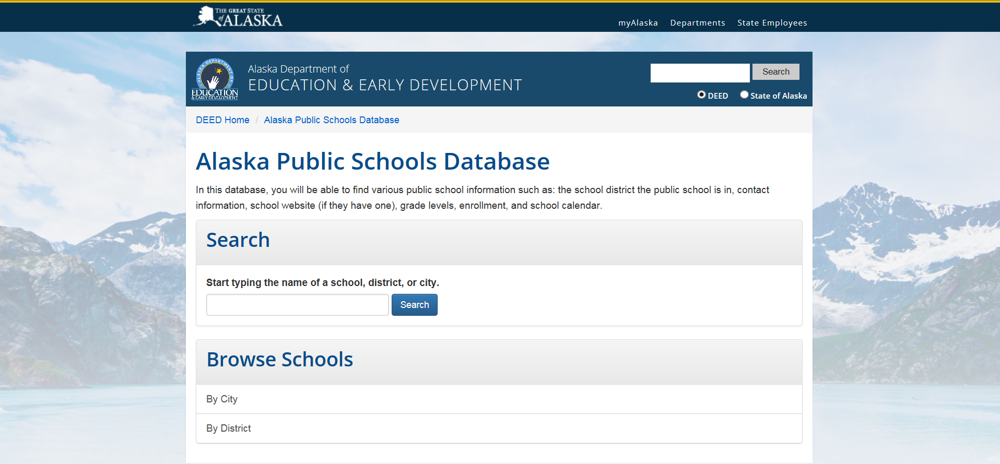 THE GREAT STATE
of ALASKA
myAlaska Departments State Employees
ALASKA DEPARTMENT OF
EDUCATION
& EARLY DEVELOPMENT
Alaska Department of
EDUCATION & EARLY DEVELOPMENT
Search
DEED State of Alaska
DEED Home / Alaska Public Schools Database
Alaska Public Schools Database
In this database, you will be able to find various public school information such as: the school district the public school is in, contact
information, school website (if they have one), grade levels, enrollment, and school calendar.
Search
Start typing the name of a school, district, or city.
Search
Browse Schools
By City
By District